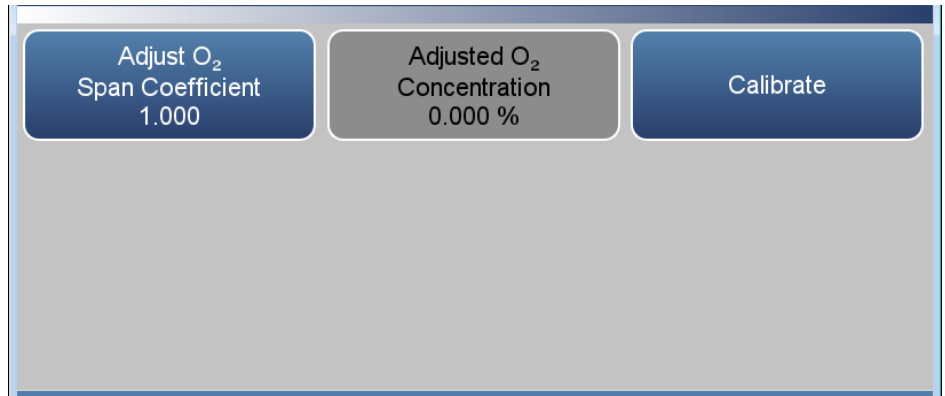 Adjust O₂
Span Coefficient
1.000
Adjusted O₂
Concentration
0.000 %
Calibrate